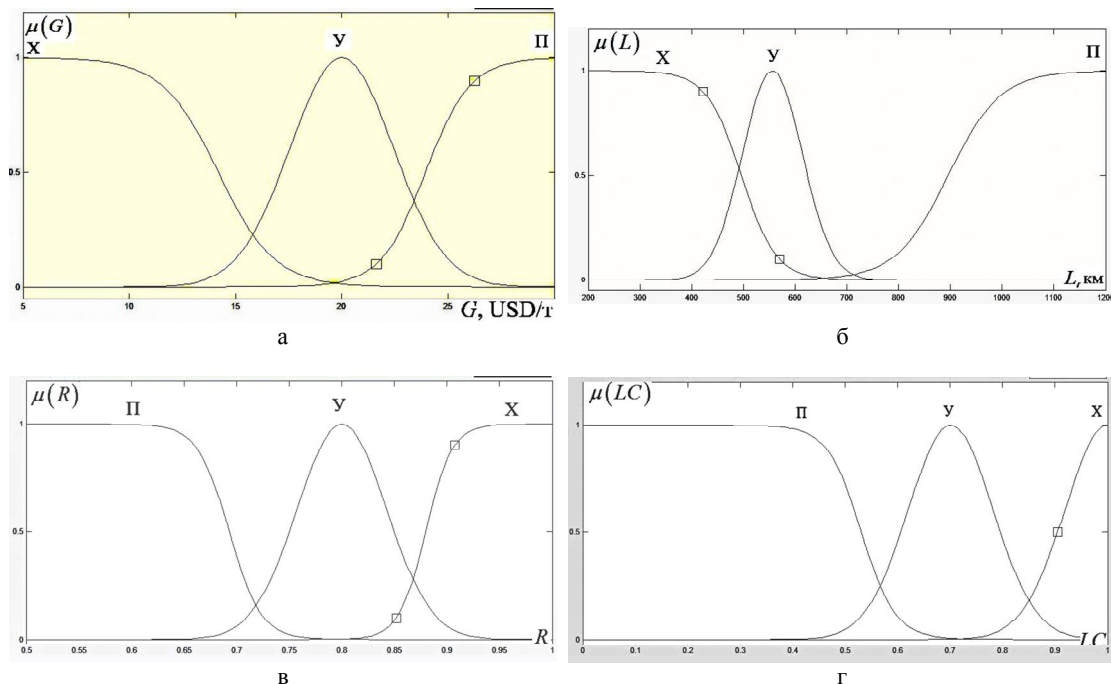 μ(G)
Х У П
1
0.5
0
5 10 15 20 25
G, USD/т
а
μ(L)
Х У П
1
0.5
0
200 300 400 500 600 700 800 900 1000 1100 1200
L, км
б
μ(R)
П У Х
1
0.5
0
0.5 0.55 0.6 0.65 0.7 0.75 0.8 0.85 0.9 0.95 1
R
в
μ(LC)
П У Х
1
0.5
0
0 0.1 0.2 0.3 0.4 0.5 0.6 0.7 0.8 0.9 1
LC
г